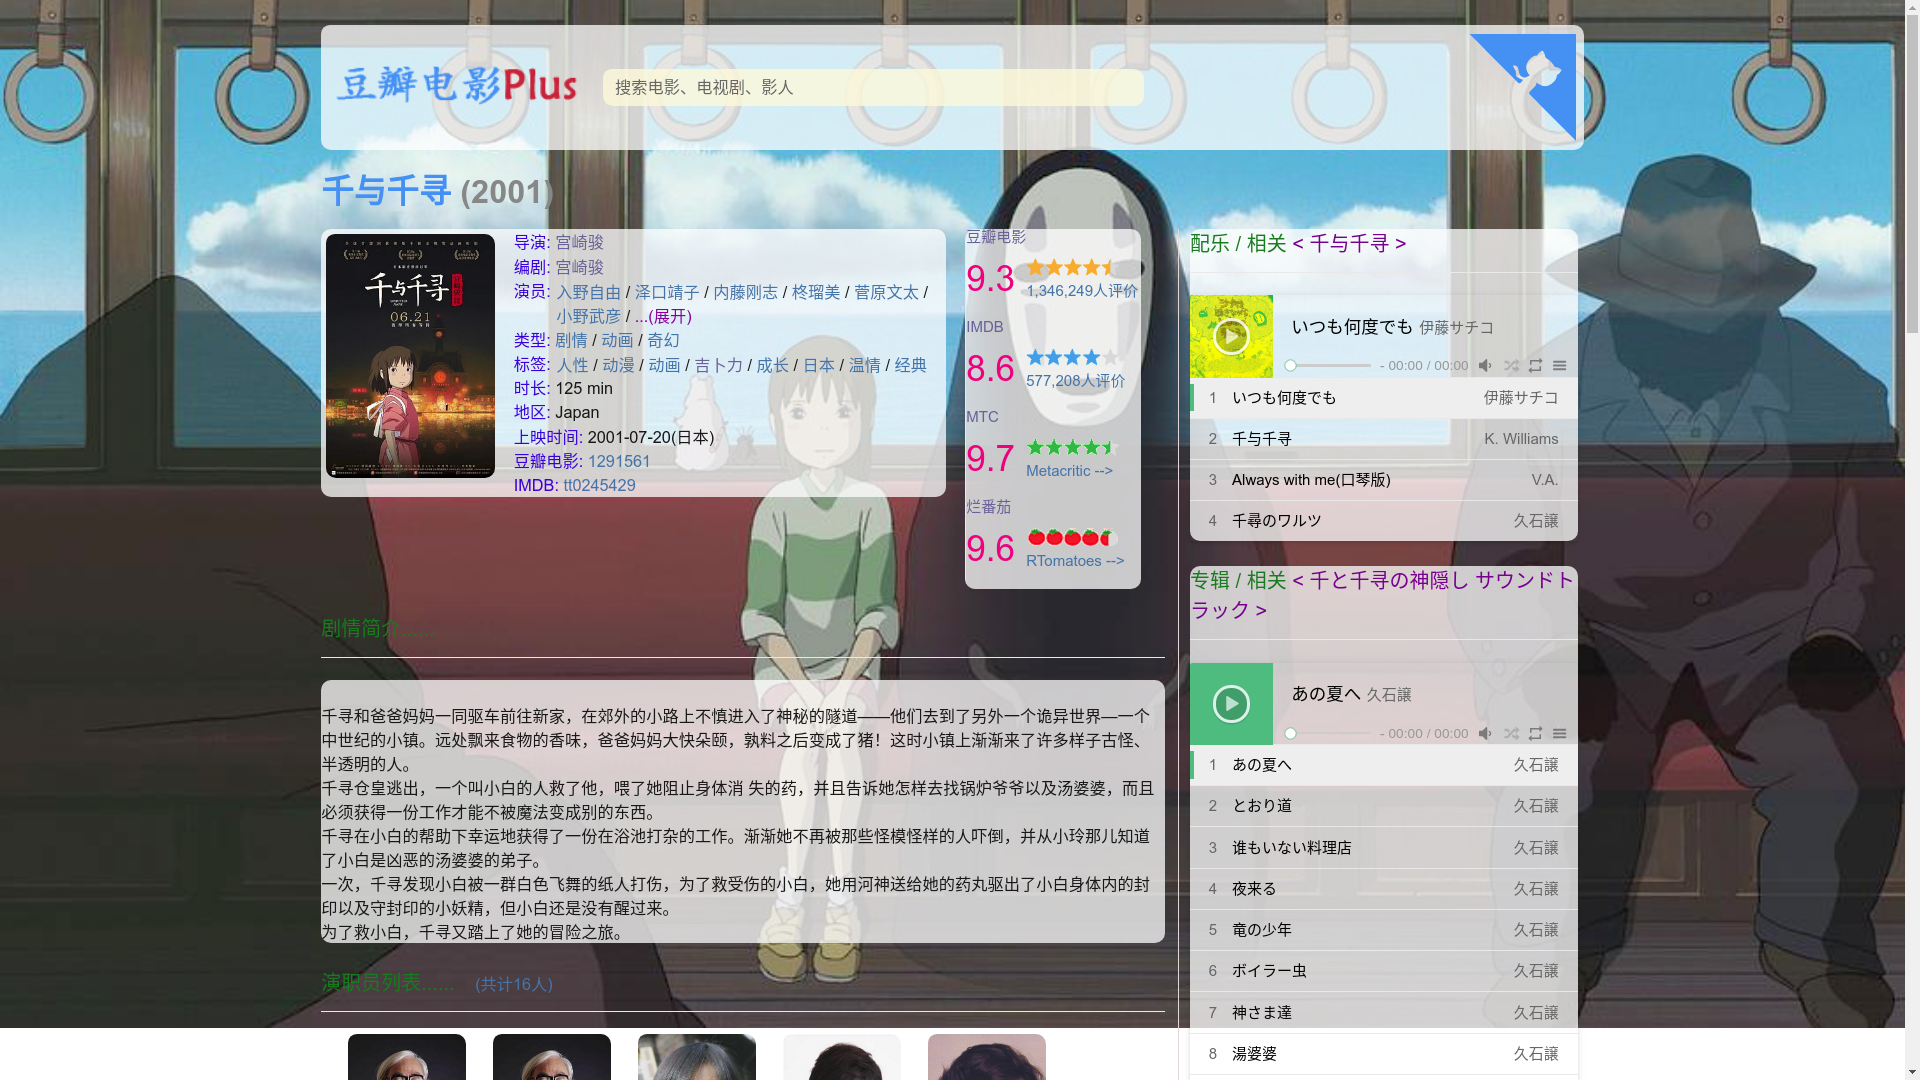 豆瓣电影Plus
搜索电影、电视剧、影人
千与千寻 (2001)
千与千寻
06.21
导演: 宫崎骏
编剧: 宫崎骏
演员: 入野自由 / 泽口靖子 / 内藤刚志 / 柊瑠美 / 菅原文太 /
小野武彦 / ...(展开)
类型: 剧情 / 动画 / 奇幻
标签: 人性 / 动漫 / 动画 / 吉卜力 / 成长 / 日本 / 温情 / 经典
时长: 125 min
地区: Japan
上映时间: 2001-07-20(日本)
豆瓣电影: 1291561
IMDB: tt0245429
豆瓣电影
9.3
1,346,249人评价
IMDB
8.6
577,208人评价
MTC
9.7
Metacritic -->
烂番茄
9.6
RTomatoes -->
剧情简介......
千寻和爸爸妈妈一同驱车前往新家，在郊外的小路上不慎进入了神秘的隧道——他们去到了另外一个诡异世界—一个
中世纪的小镇。远处飘来食物的香味，爸爸妈妈大快朵颐，孰料之后变成了猪！这时小镇上渐渐来了许多样子古怪、
半透明的人。
千寻仓皇逃出，一个叫小白的人救了他，喂了她阻止身体消 失的药，并且告诉她怎样去找锅炉爷爷以及汤婆婆，而且
必须获得一份工作才能不被魔法变成别的东西。
千寻在小白的帮助下幸运地获得了一份在浴池打杂的工作。渐渐她不再被那些怪模怪样的人吓倒，并从小玲那儿知道
了小白是凶恶的汤婆婆的弟子。
一次，千寻发现小白被一群白色飞舞的纸人打伤，为了救受伤的小白，她用河神送给她的药丸驱出了小白身体内的封
印以及守封印的小妖精，但小白还是没有醒过来。
为了救小白，千寻又踏上了她的冒险之旅。
演职员列表...... (共计16人)
配乐 / 相关 < 千与千寻 >
いつも何度でも 伊藤サチコ
- 00:00 / 00:00
1 いつも何度でも 伊藤サチコ
2 千与千寻 K. Williams
3 Always with me(口琴版) V.A.
4 千尋のワルツ 久石譲
专辑 / 相关 < 千と千寻の神隠し サウンドト
ラック >
あの夏へ 久石譲
- 00:00 / 00:00
1 あの夏へ 久石譲
2 とおり道 久石譲
3 谁もいない料理店 久石譲
4 夜来る 久石譲
5 竜の少年 久石譲
6 ボイラー虫 久石譲
7 神さま達 久石譲
8 湯婆婆 久石譲